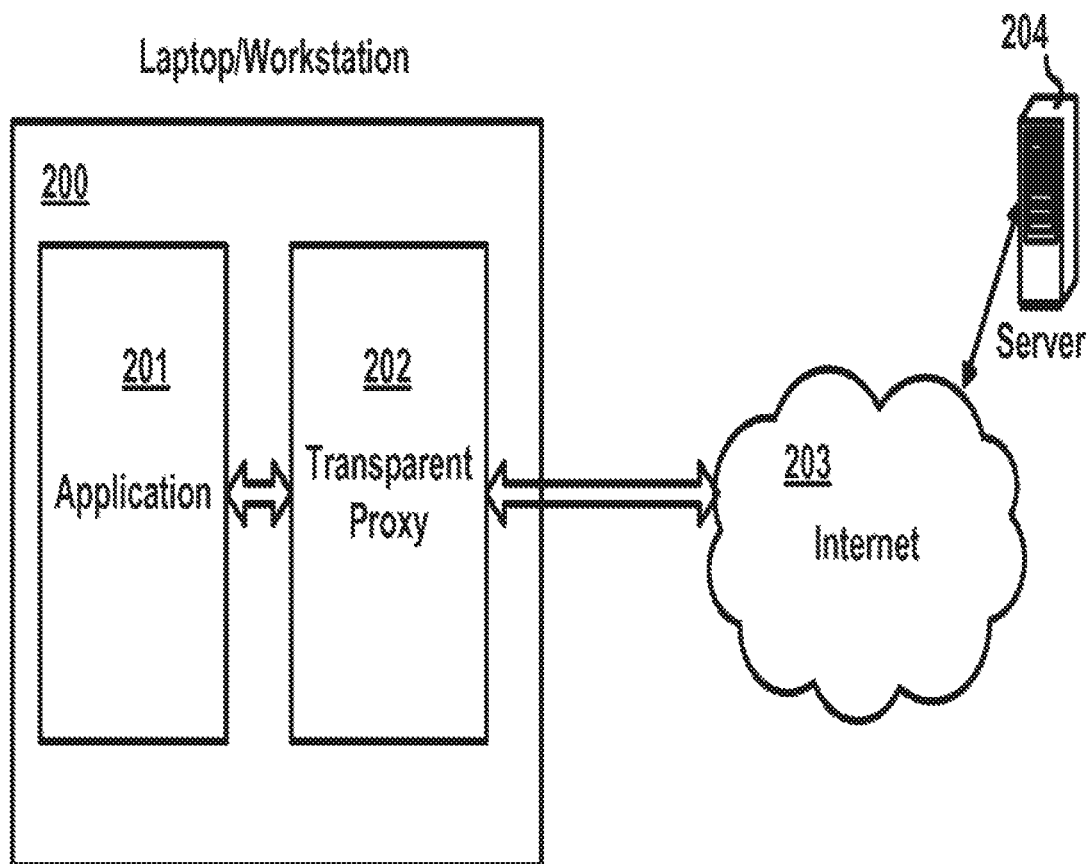 Laptop/Workstation
204
200
Server
201
202
203
Application
Transparent
Proxy
Internet